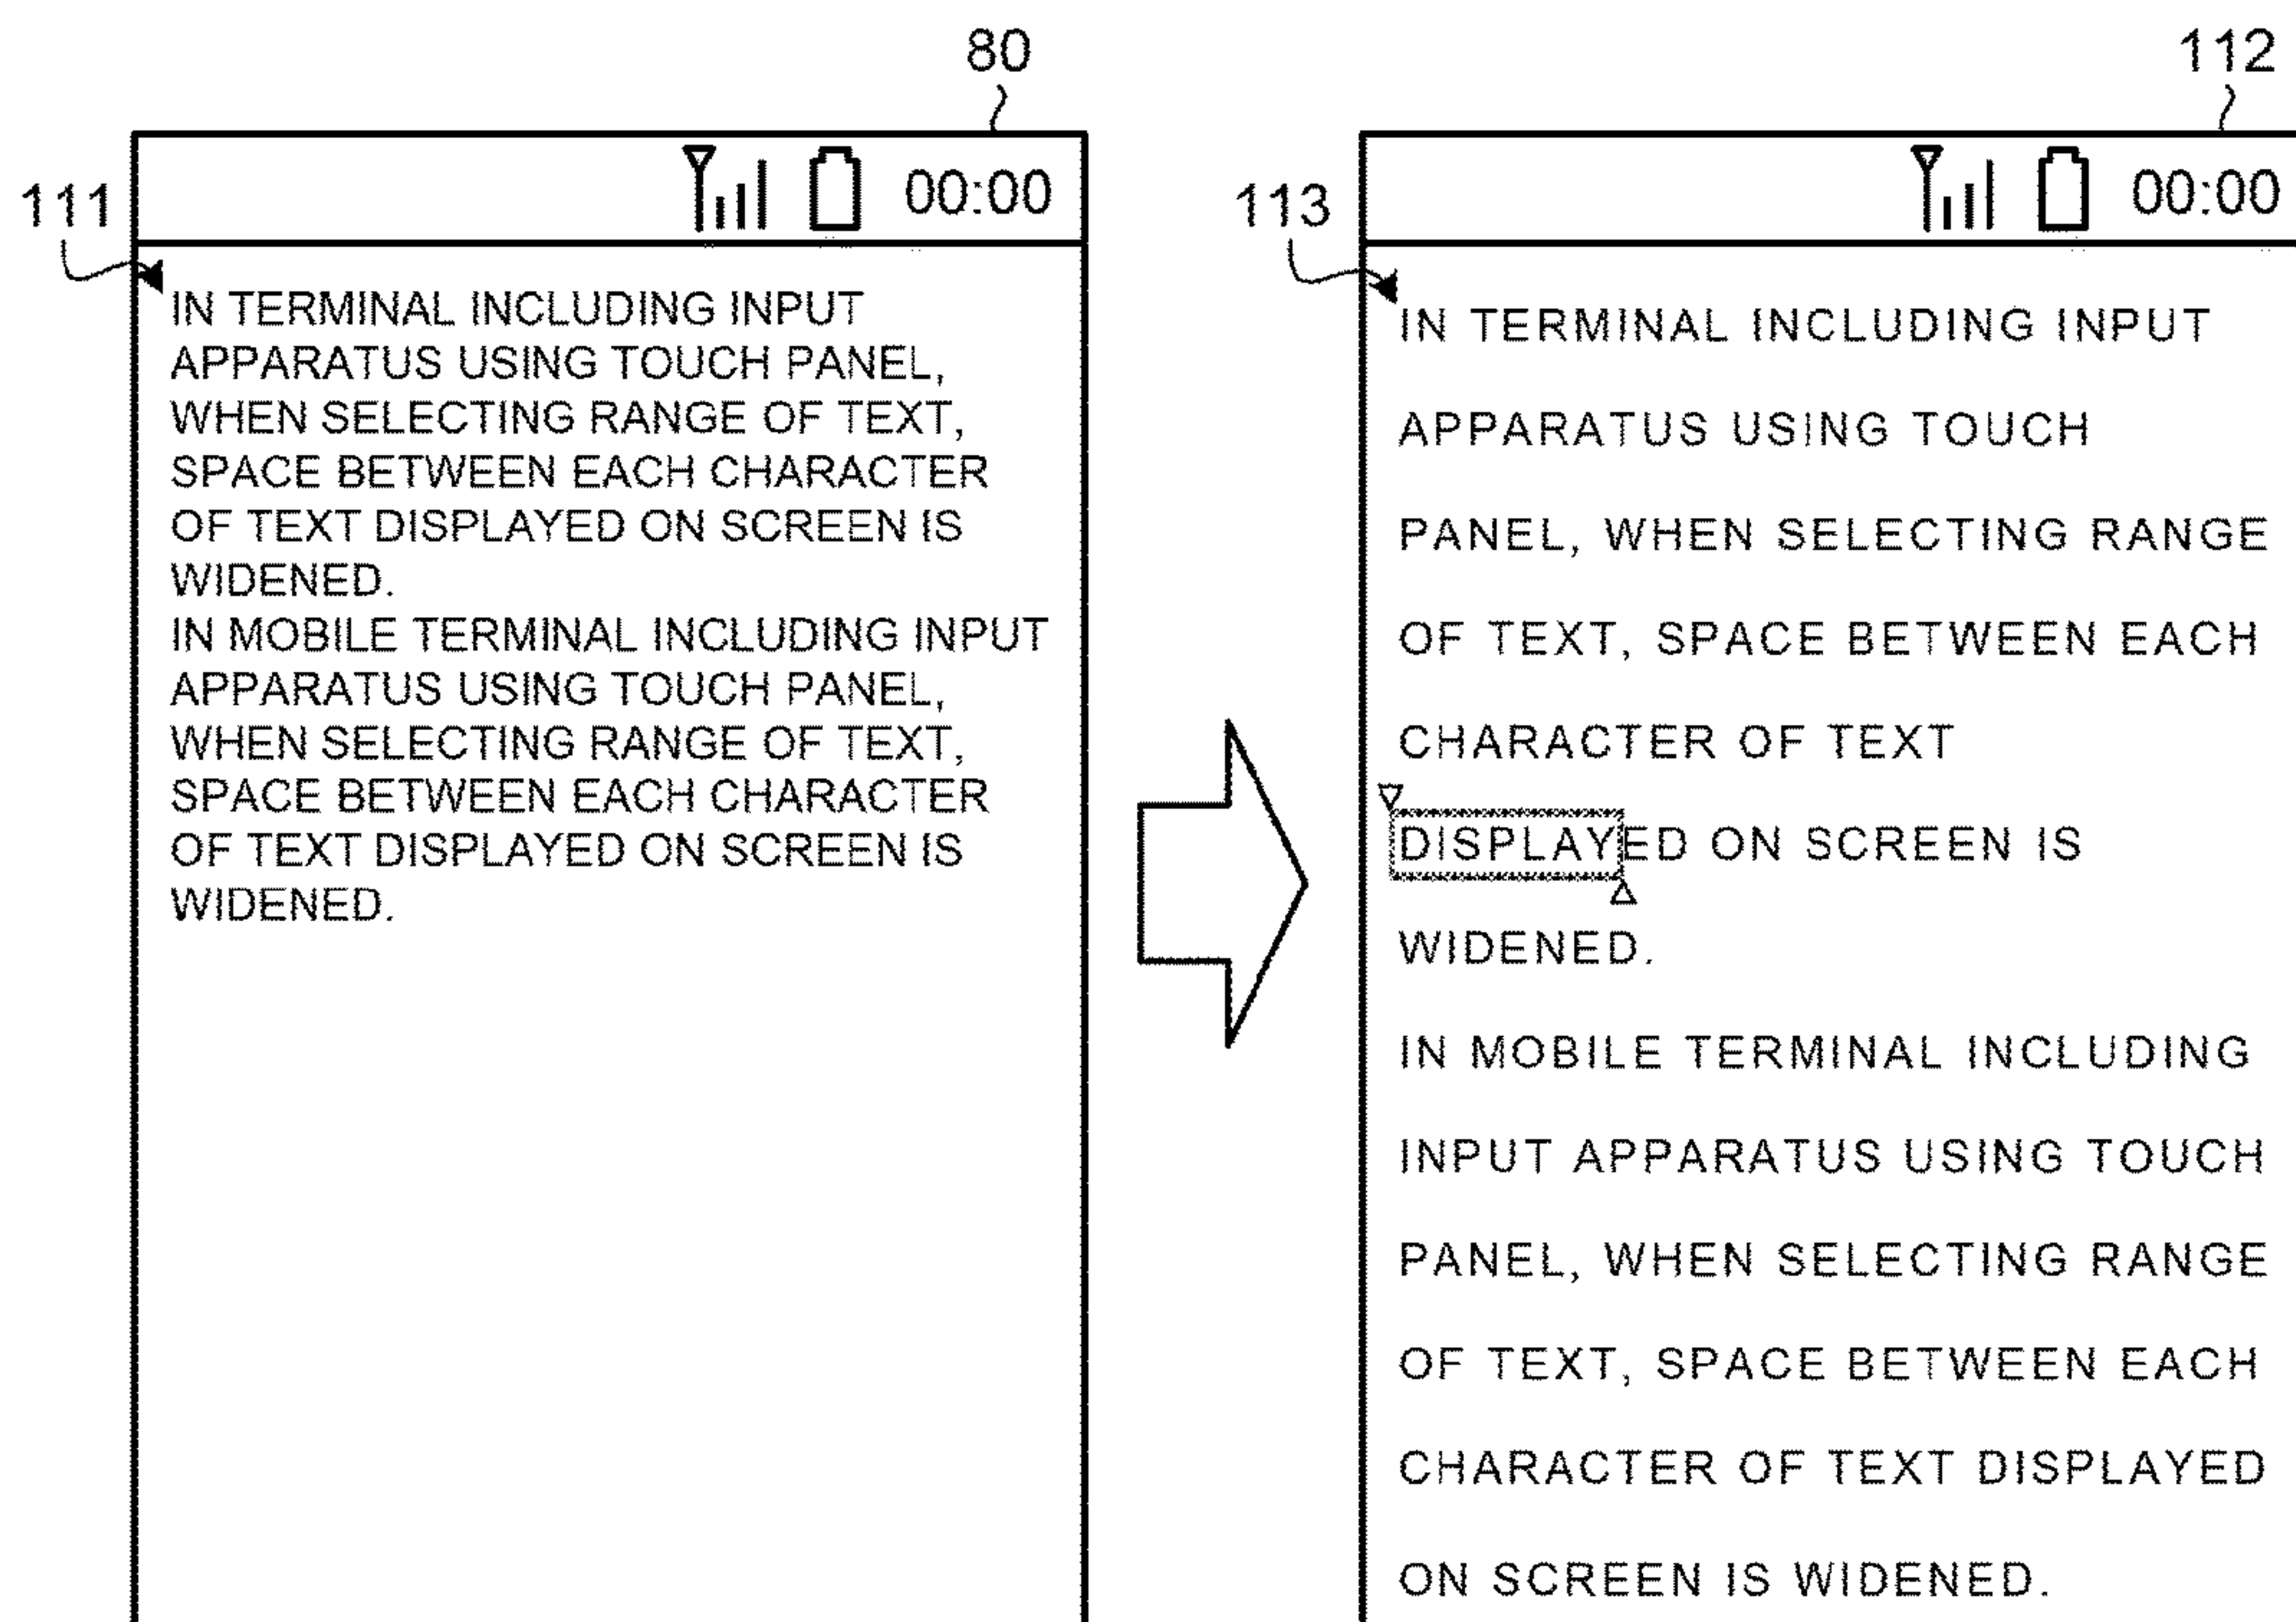 80
00:00
111
IN TERMINAL INCLUDING INPUT
APPARATUS USING TOUCH PANEL,
WHEN SELECTING RANGE OF TEXT,
SPACE BETWEEN EACH CHARACTER
OF TEXT DISPLAYED ON SCREEN IS
WIDENED.
IN MOBILE TERMINAL INCLUDING INPUT
APPARATUS USING TOUCH PANEL,
WHEN SELECTING RANGE OF TEXT,
SPACE BETWEEN EACH CHARACTER
OF TEXT DISPLAYED ON SCREEN IS
WIDENED.
112
00:00
113
IN TERMINAL INCLUDING INPUT
APPARATUS USING TOUCH
PANEL, WHEN SELECTING RANGE
OF TEXT, SPACE BETWEEN EACH
CHARACTER OF TEXT
DISPLAYED ON SCREEN IS
WIDENED.
IN MOBILE TERMINAL INCLUDING
INPUT APPARATUS USING TOUCH
PANEL, WHEN SELECTING RANGE
OF TEXT, SPACE BETWEEN EACH
CHARACTER OF TEXT DISPLAYED
ON SCREEN IS WIDENED.